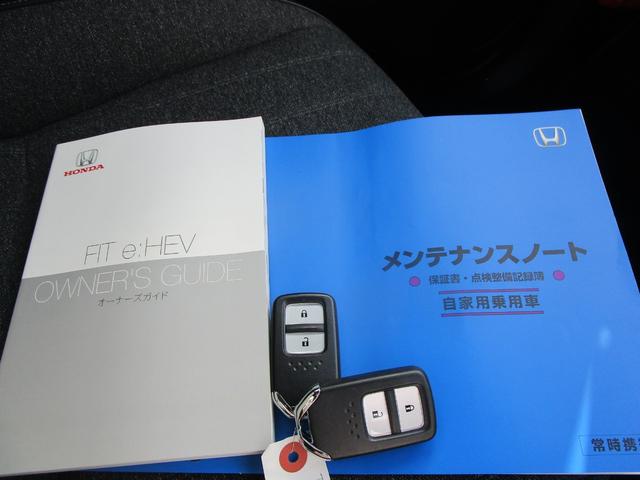 HONDA
FIT e:HEV
OWNER'S GUIDE
オーナーズガイド
メンテナンスノート
保証書・点検整備記録簿
自家用乗用車
常時携